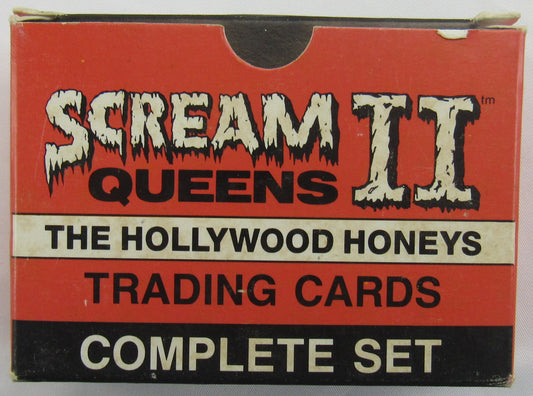 SCREAM II™
QUEENS
THE HOLLYWOOD HONEYS
TRADING CARDS
COMPLETE SET